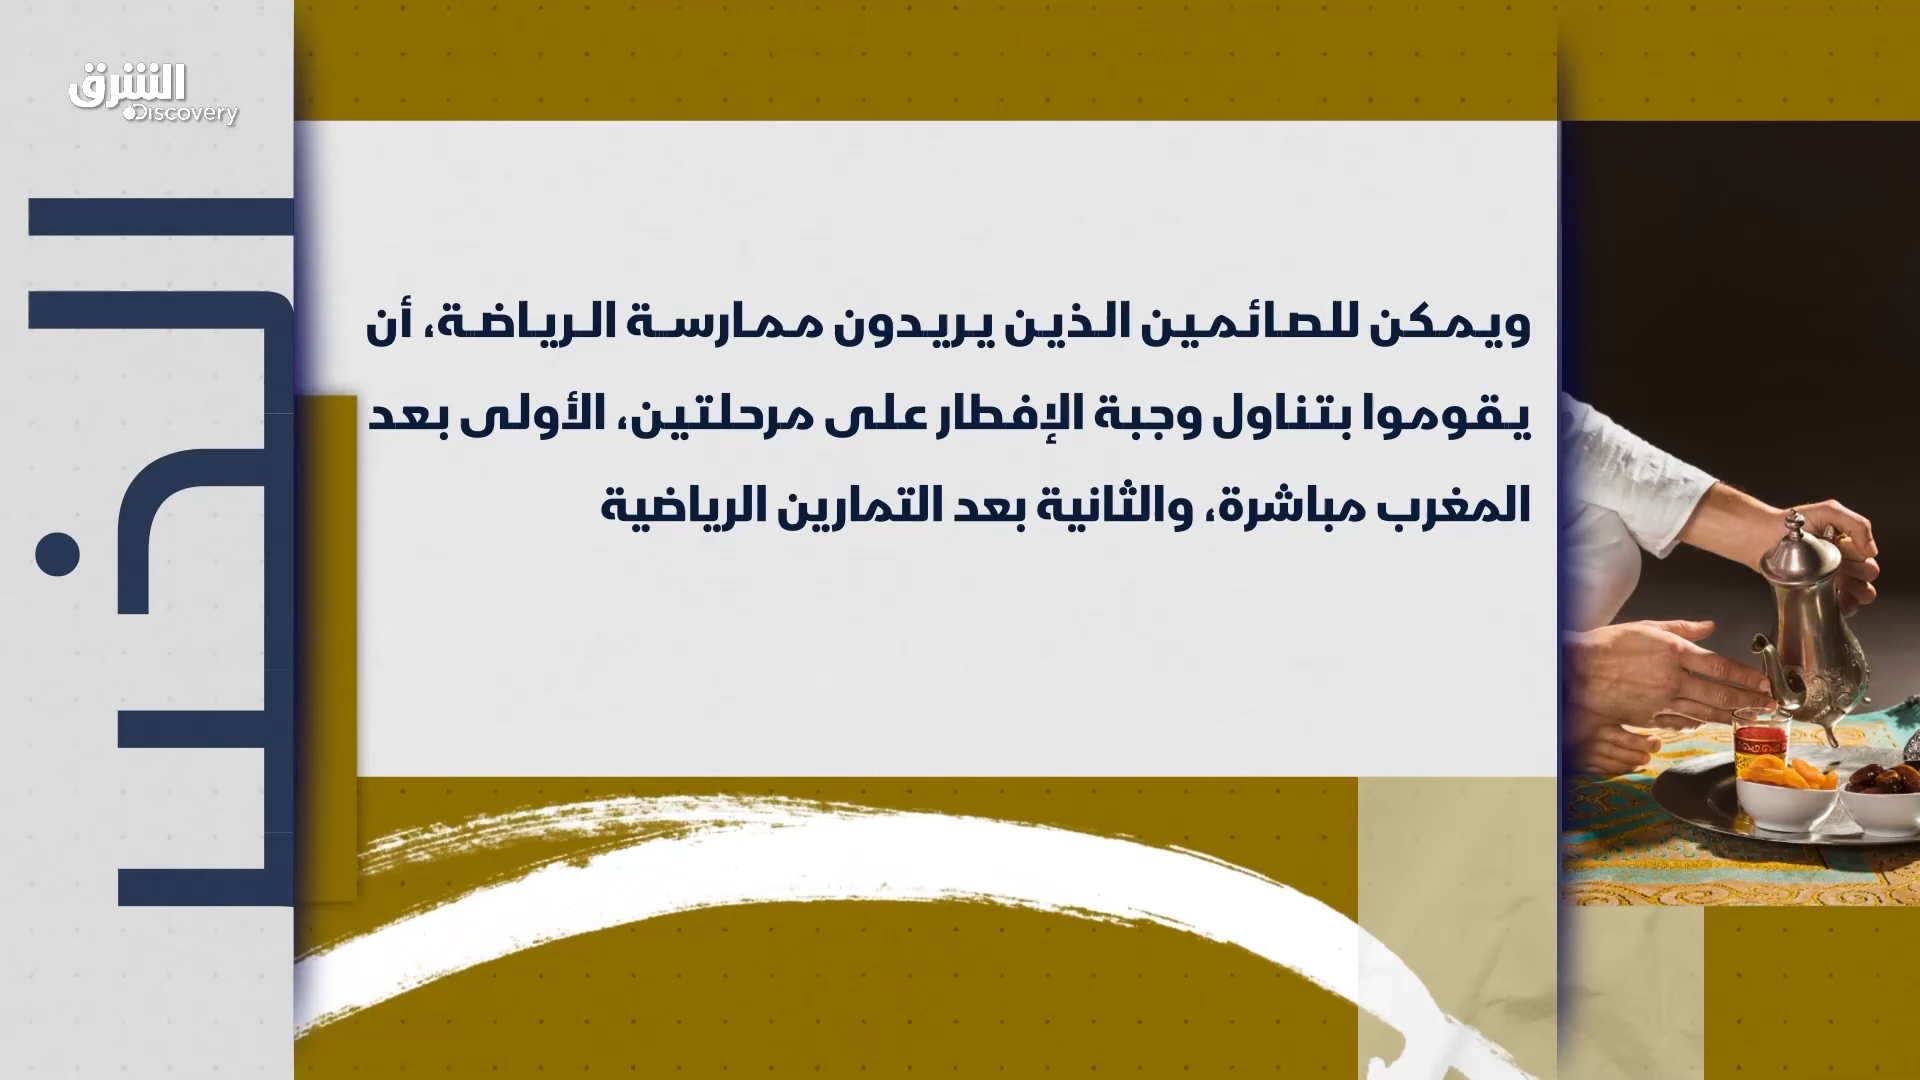 الشرق
Discovery
ويمكن للصائمين الذين يريدون ممارسة الرياضة، أن
يقوموا بتناول وجبة الإفطار على مرحلتين، الأولى بعد
المغرب مباشرة، والثانية بعد التمارين الرياضية